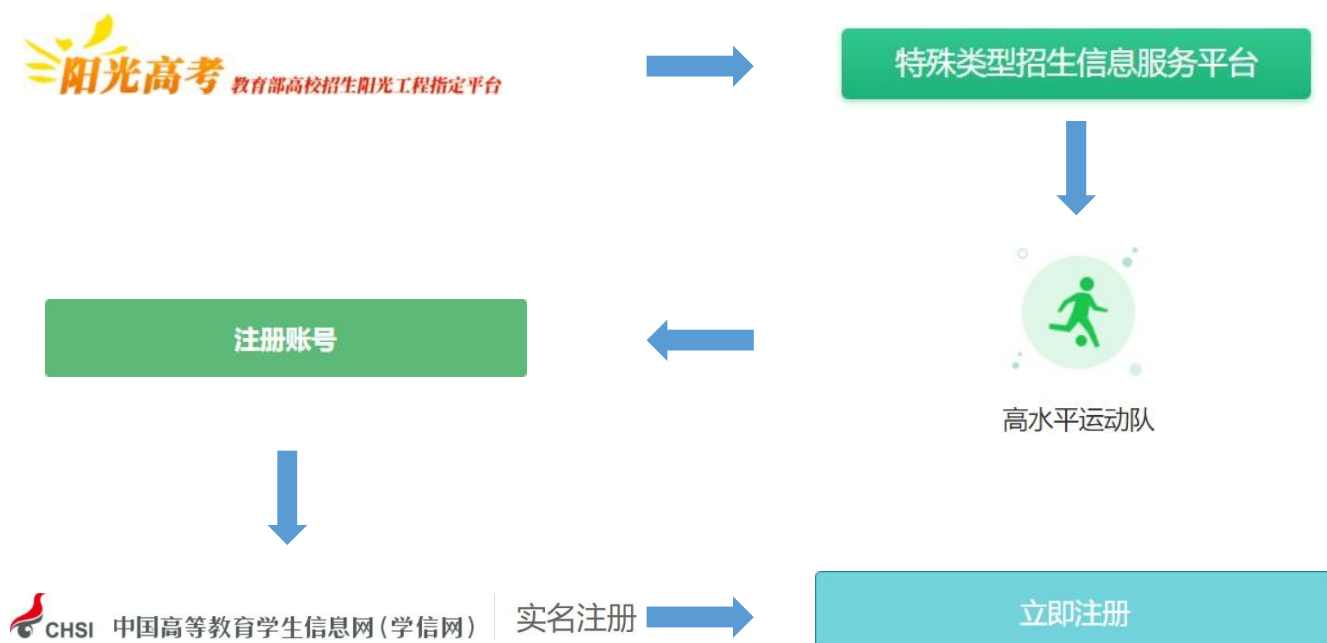 阳光高考 教育部高校招生阳光工程指定平台
特殊类型招生信息服务平台
高水平运动队
注册账号
CHSI 中国高等教育学生信息网(学信网) 实名注册
立即注册